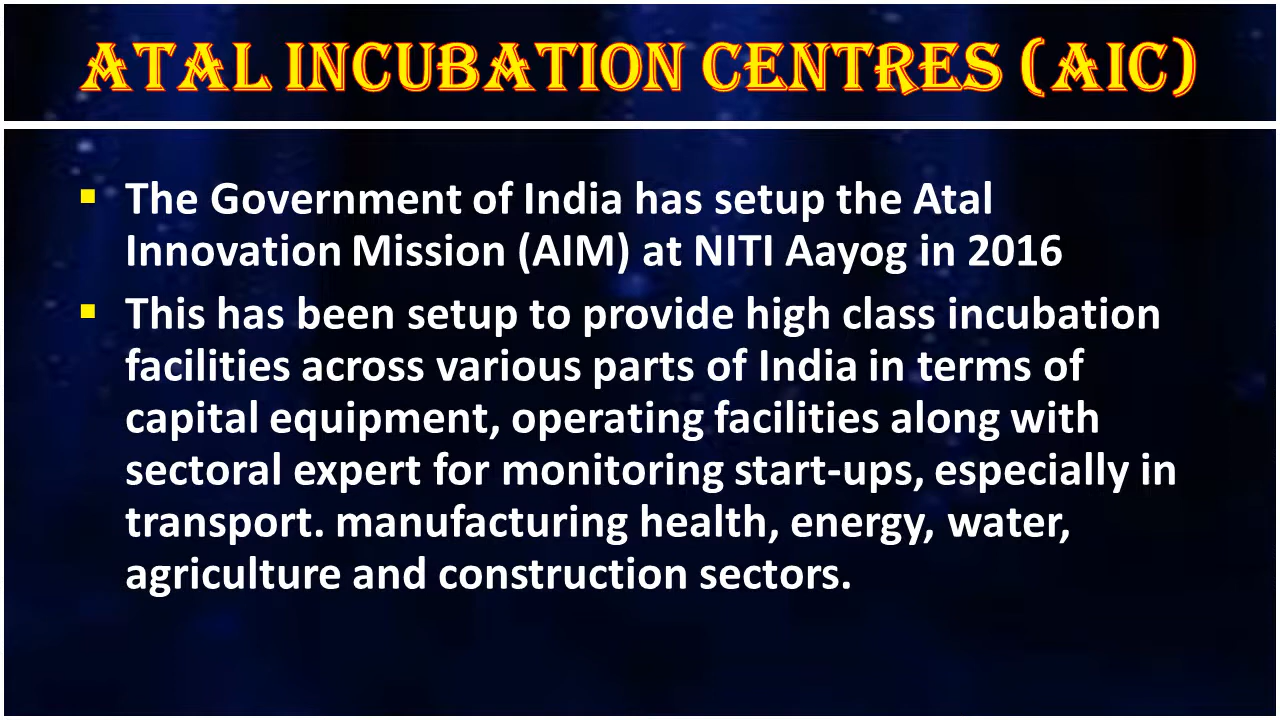 ATAL INCUBATION CENTRES (AIC)
▪ The Government of India has setup the Atal
Innovation Mission (AIM) at NITI Aayog in 2016
▪ This has been setup to provide high class incubation
facilities across various parts of India in terms of
capital equipment, operating facilities along with
sectoral expert for monitoring start-ups, especially in
transport. manufacturing health, energy, water,
agriculture and construction sectors.